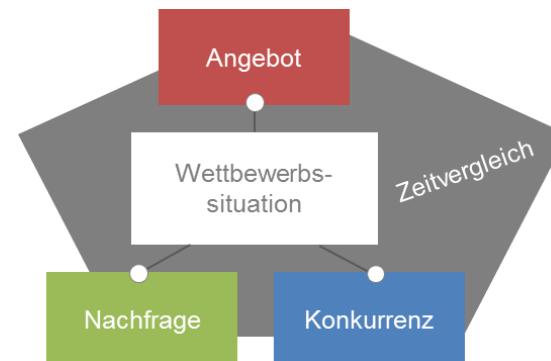 Angebot
Wettbewerbs-
situation
Zeitvergleich
Nachfrage
Konkurrenz